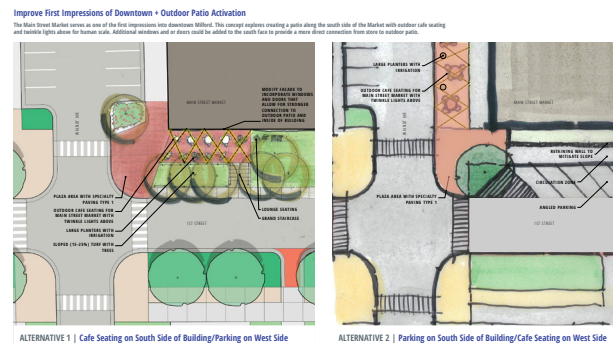 Improve First Impressions of Downtown + Outdoor Patio Activation
The Main Street Market serves as one of the first impressions into downtown Milford. This concept explores creating a patio along the south side of the Market with outdoor cafe seating
and twinkle lights above for human scale. Additional windows and or doors could be added to the south face to provide a more direct connection from store to outdoor patio.
MAIN STREET MARKET
MODIFY FACADE TO
INCORPORATE WINDOWS
AND DOORS THAT
ALLOW FOR STRONGER
CONNECTION TO
OUTDOOR PATIO AND
INSIDE OF BUILDING
PLAZA AREA WITH SPECIALTY
PAVING TYPE 1
OUTDOOR CAFE SEATING FOR
MAIN STREET MARKET WITH
TWINKLE LIGHTS ABOVE
LARGE PLANTERS WITH
IRRIGATION
SLOPED (15-25%) TURF WITH
TREES
LOUNGE SEATING
GRAND STAIRCASE
1ST STREET
LARGE PLANTERS WITH
IRRIGATION
OUTDOOR CAFE SEATING FOR
MAIN STREET MARKET WITH
TWINKLE LIGHTS ABOVE
MAIN STREET MARKET
RETAINING WALL TO
MITIGATE SLOPE
CIRCULATION ZONE
ANGLED PARKING
PLAZA AREA WITH SPECIALTY
PAVING TYPE 1
1ST STREET
ALTERNATIVE 1 | Cafe Seating on South Side of Building/Parking on West Side
ALTERNATIVE 2 | Parking on South Side of Building/Cafe Seating on West Side